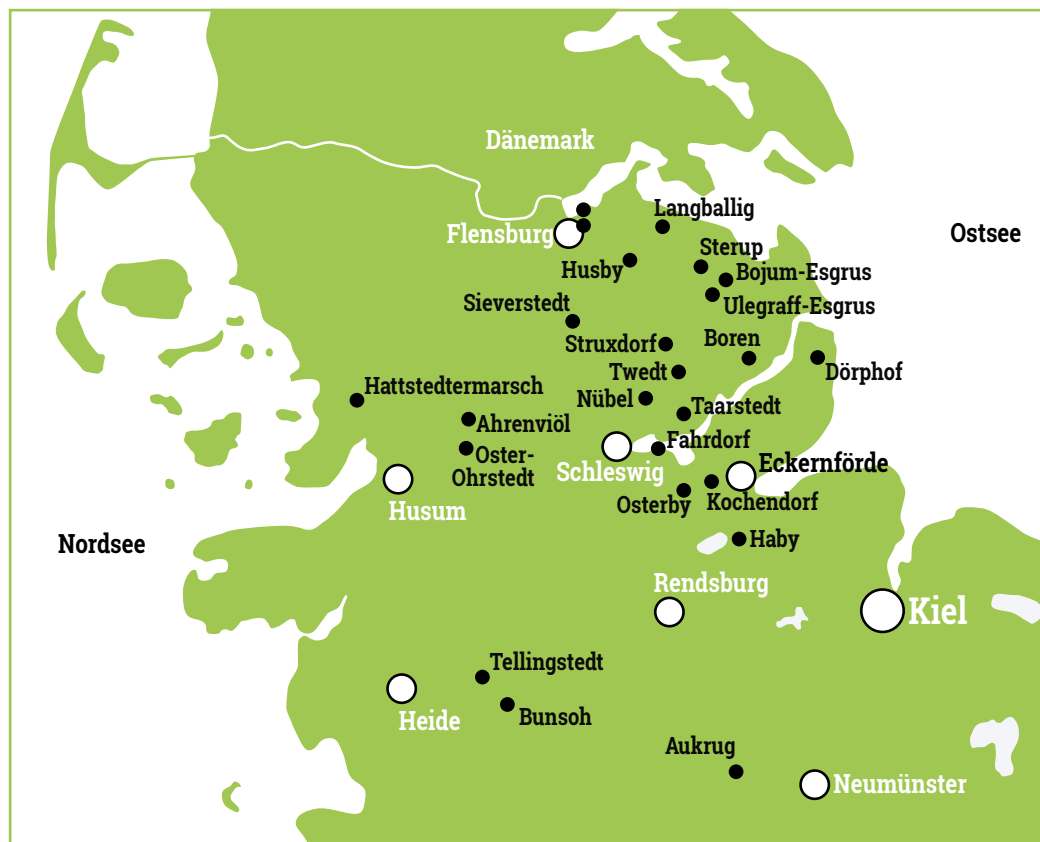 Dänemark
Langballig
Flensburg
Ostsee
Sterup
Husby
Bojum-Esgrus
Sieverstedt
Ulegraff-Esgrus
Struxdorf
Boren
Twedt
Dörphof
Hattstedtermarsch
Nübel
Taarstedt
Ahrenviöl
Fahrdorf
Oster-
Ohrstedt
Schleswig
Eckernförde
Husum
Osterby
Kochendorf
Nordsee
Haby
Rendsburg
Kiel
Tellingstedt
Heide
Bunsoh
Aukrug
Neumünster